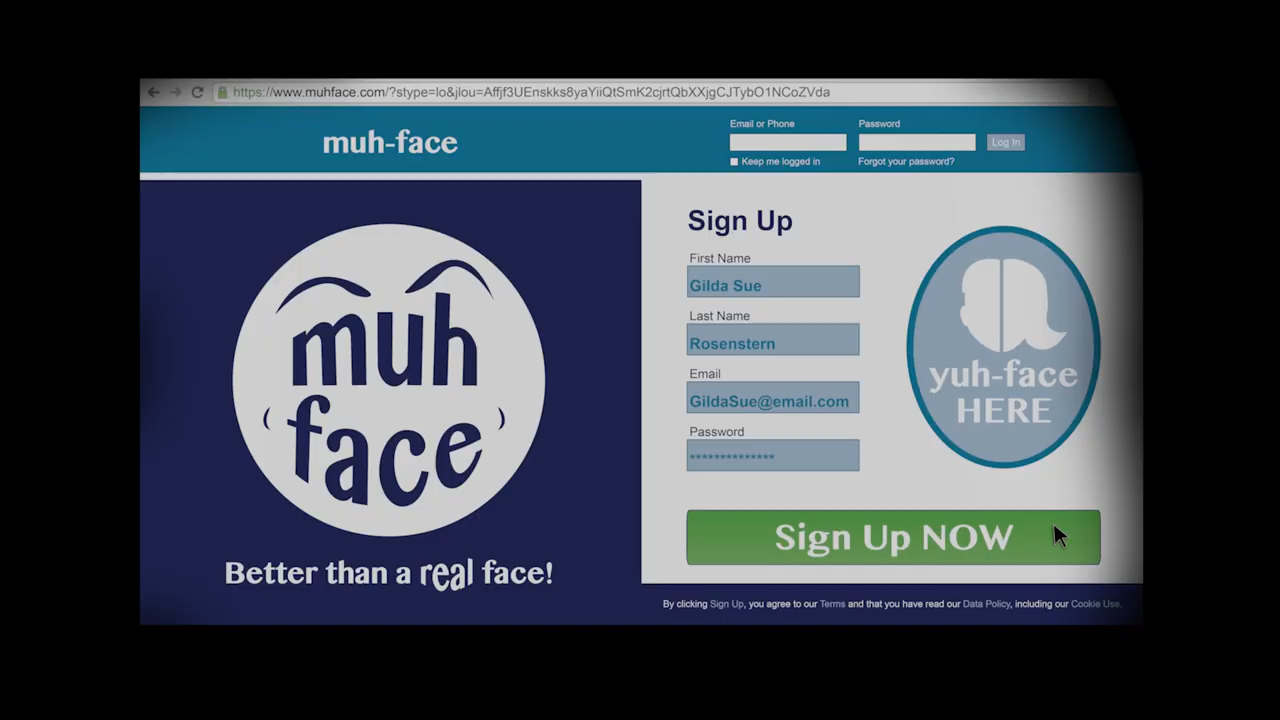 https://www.muhface.com/?stype=lo&jlou=Affjf3UEnskks8yaYiiQtSmK2cjrtQbXXjgCJTybO1NCoZVda
muh-face
Email or Phone
Password
Log In
Keep me logged in
Forgot your password?
muh
face
Better than a real face!
Sign Up
First Name
Gilda Sue
Last Name
Rosenstern
Email
GildaSue@email.com
Password
**************
yuh-face
HERE
Sign Up NOW
By clicking Sign Up, you agree to our Terms and that you have read our Data Policy, including our Cookie Use.